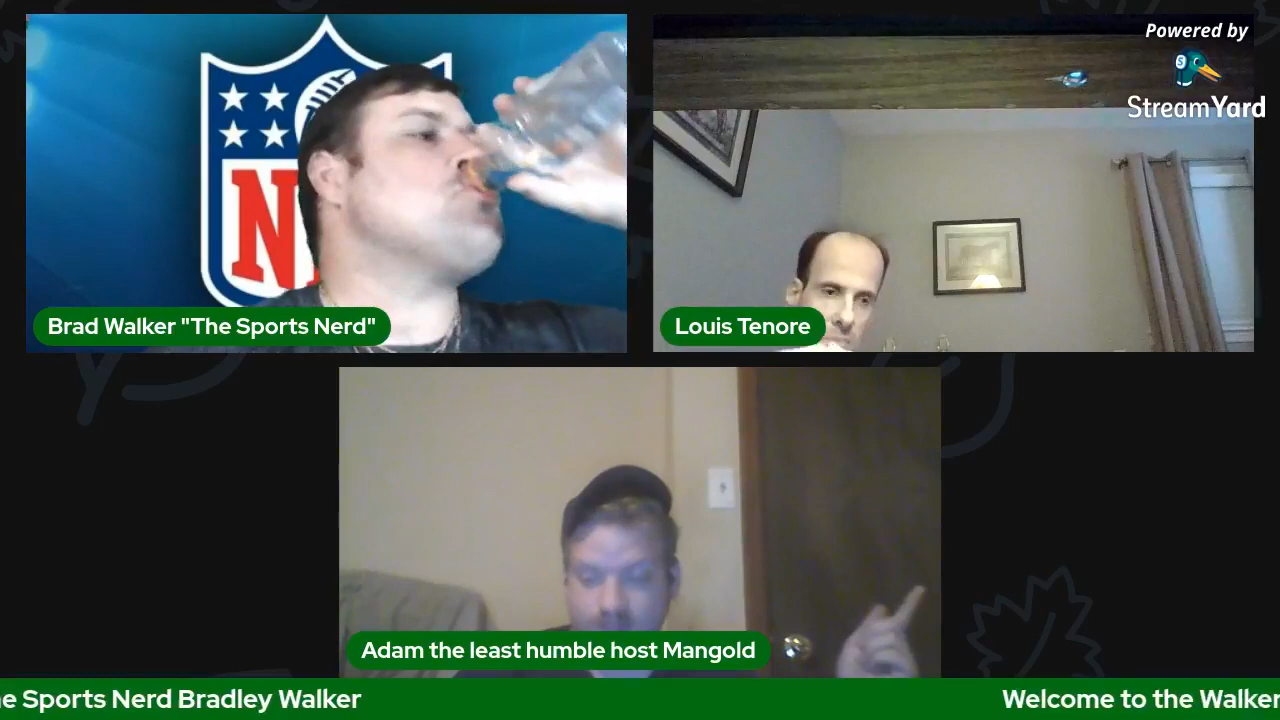 Powered by
StreamYard
Brad Walker "The Sports Nerd"
Louis Tenore
Adam the least humble host Mangold
e Sports Nerd Bradley Walker
Welcome to the Walker